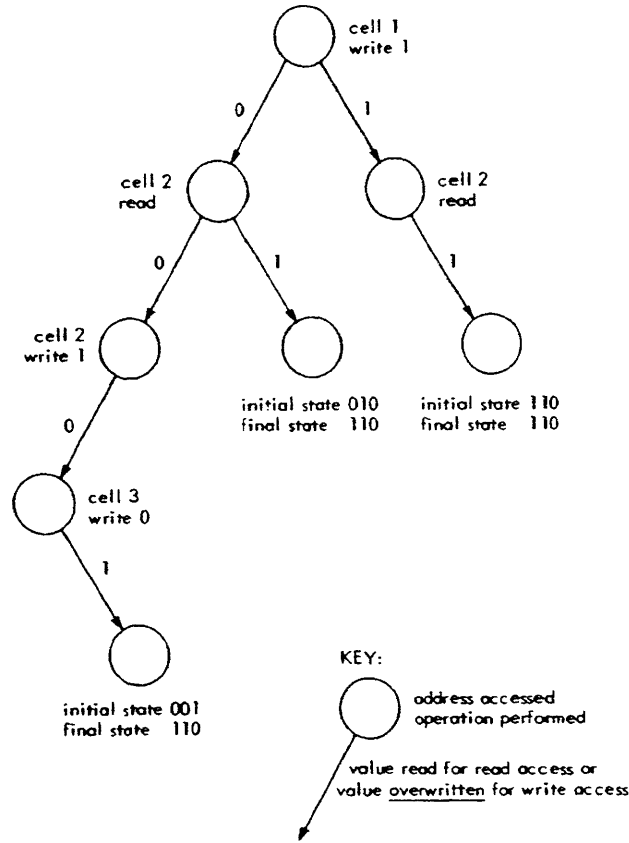 cell 1
write 1
0
1
cell 2
read
cell 2
read
0
1
1
cell 2
write 1
initial state 010
final state 110
initial state 110
final state 110
0
cell 3
write 0
1
initial state 001
final state 110
KEY:
address accessed
operation performed
value read for read access or
value overwritten for write access